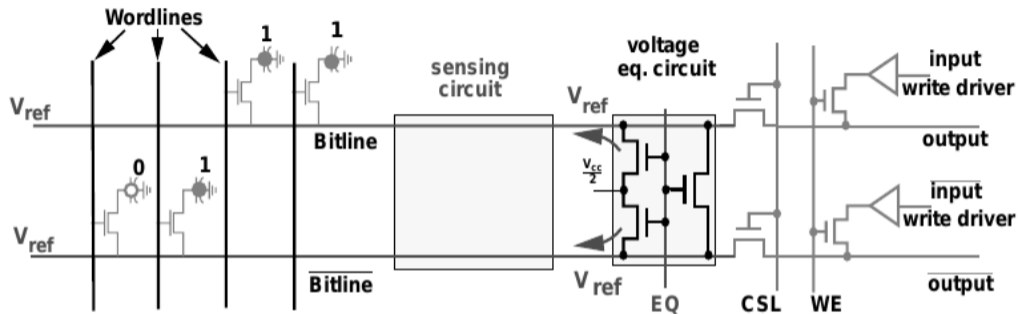 Wordlines
1
1
sensing
circuit
voltage
eq. circuit
input
write driver
Vref
Vref
Bitline
output
0
1
Vcc
2
input
write driver
Vref
Bitline
Vref
EQ
CSL
WE
output